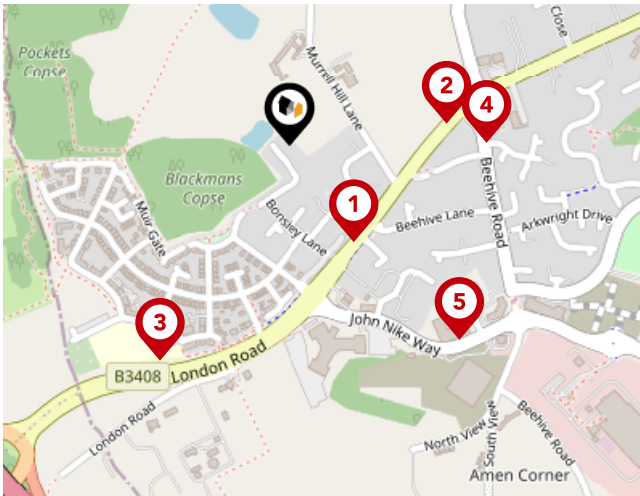 Close
Pockets
Copse
Murrell Hill Lane
2
4
Blackmans
Copse
Beehive Road
1
Muir Gate
Bonsley Lane
Beehive Lane
Arkwright Drive
5
3
John Nike Way
London Road
B3408
London Road
North View
South View
Beehive Road
Amen Corner